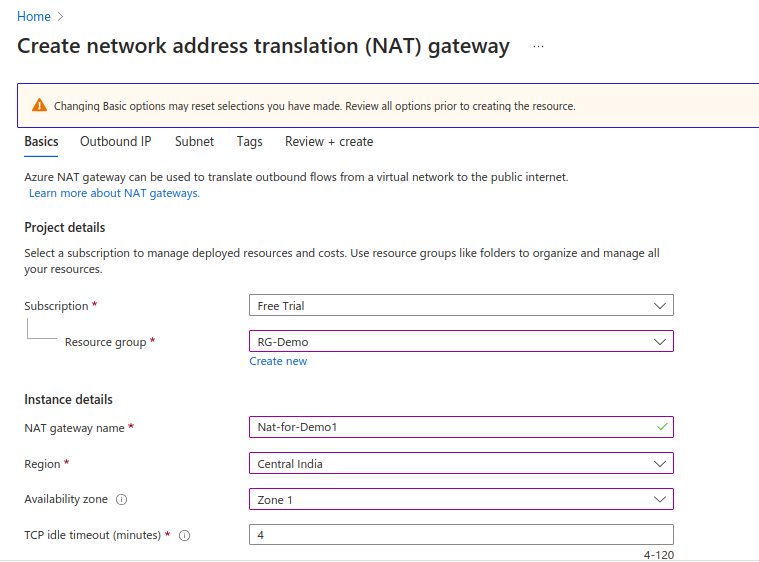 Home >
Create network address translation (NAT) gateway ...
Changing Basic options may reset selections you have made. Review all options prior to creating the resource.
Basics Outbound IP Subnet Tags Review + create
Azure NAT gateway can be used to translate outbound flows from a virtual network to the public internet.
Learn more about NAT gateways.
Project details
Select a subscription to manage deployed resources and costs. Use resource groups like folders to organize and manage all
your resources.
Subscription * Free Trial
Resource group * RG-Demo
Create new
Instance details
NAT gateway name * Nat-for-Demo1
Region * Central India
Availability zone Zone 1
TCP idle timeout (minutes) * 4
4-120